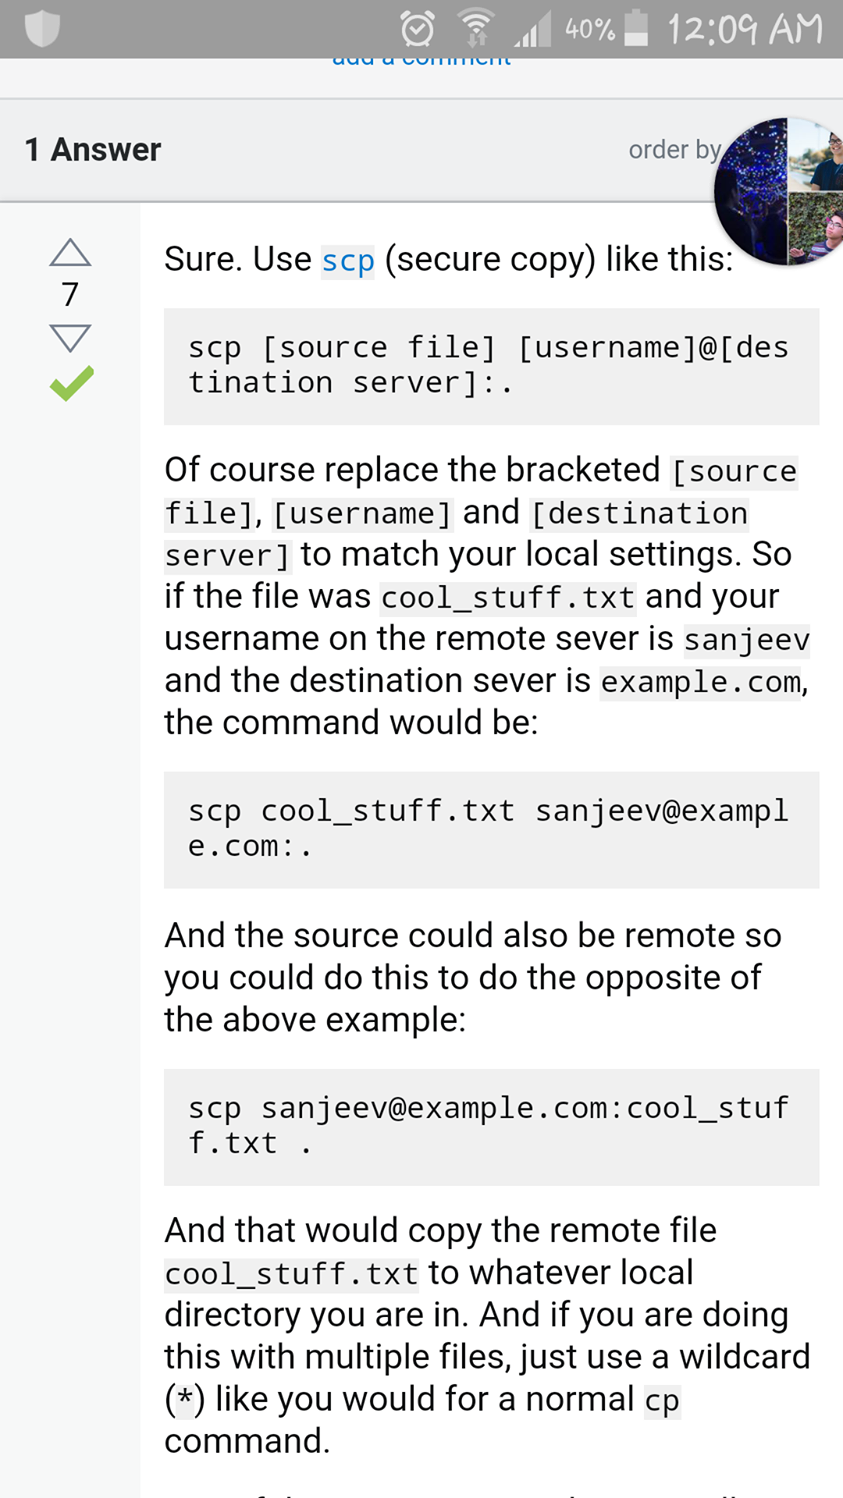 40% 12:09 AM
add a comment
1 Answer
order by
Sure. Use scp (secure copy) like this:
7
scp [source file] [username]@[des
tination server]:.
Of course replace the bracketed [source
file], [username] and [destination
server] to match your local settings. So
if the file was cool_stuff.txt and your
username on the remote sever is sanjeev
and the destination sever is example.com,
the command would be:
scp cool_stuff.txt sanjeev@exampl
e.com:.
And the source could also be remote so
you could do this to do the opposite of
the above example:
scp sanjeev@example.com:cool_stuf
f.txt .
And that would copy the remote file
cool_stuff.txt to whatever local
directory you are in. And if you are doing
this with multiple files, just use a wildcard
(*) like you would for a normal cp
command.